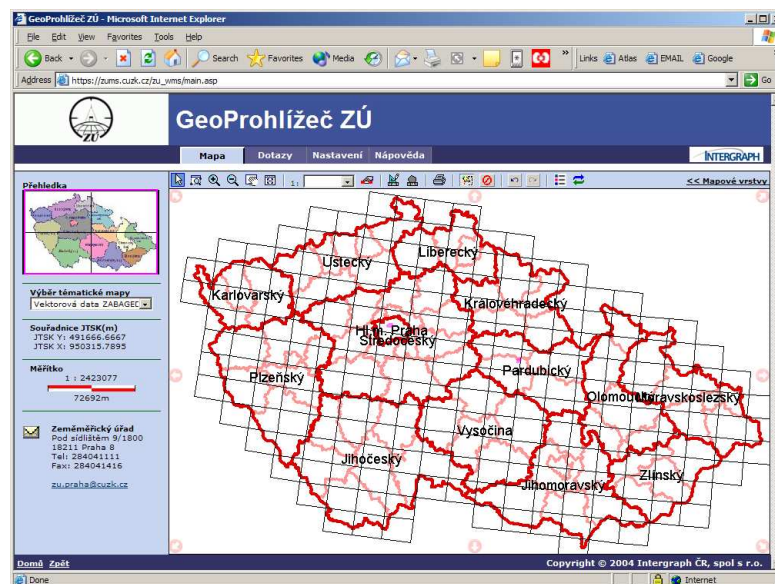 GeoProhlížeč ZÚ - Microsoft Internet Explorer
File Edit View Favorites Tools Help
Back Search Favorites Media Links Atlas EMAIL Google
Address https://zums.cuzk.cz/zu_wms/main.asp Go
ZÚ
GeoProhlížeč ZÚ
Mapa Dotazy Nastavení Nápověda INTERGRAPH
1: << Mapové vrstvy
Přehledka
Výběr tématické mapy
Vektorová data ZABAGED
Souřadnice JTSK(m)
JTSK Y: 491666.6667
JTSK X: 950315.7895
Měřítko
1 : 2423077
72692m
Zeměměřický úřad
Pod sídlištěm 9/1800
18211 Praha 8
Tel: 284041111
Fax: 284041416
zu.praha@cuzk.cz
Liberecký
Ústecký
Karlovarský
Královéhradecký
Hl.m. Praha
Středočeský
Plzeňský
Pardubický
Olomoucký
Moravskoslezský
Vysočina
Jihočeský
Zlínský
Jihomoravský
Domů Zpět Copyright © 2004 Intergraph ČR, spol s r.o.
Done Internet